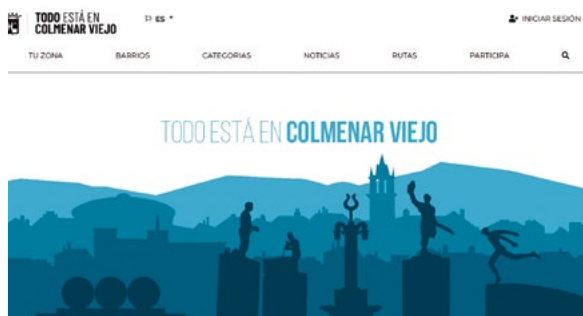 TODO ESTÁ EN
COLMENAR VIEJO
ES
INICIAR SESIÓN
TU ZONA BARRIOS CATEGORIAS NOTICIAS RUTAS PARTICIPA
TODO ESTÁ EN COLMENAR VIEJO